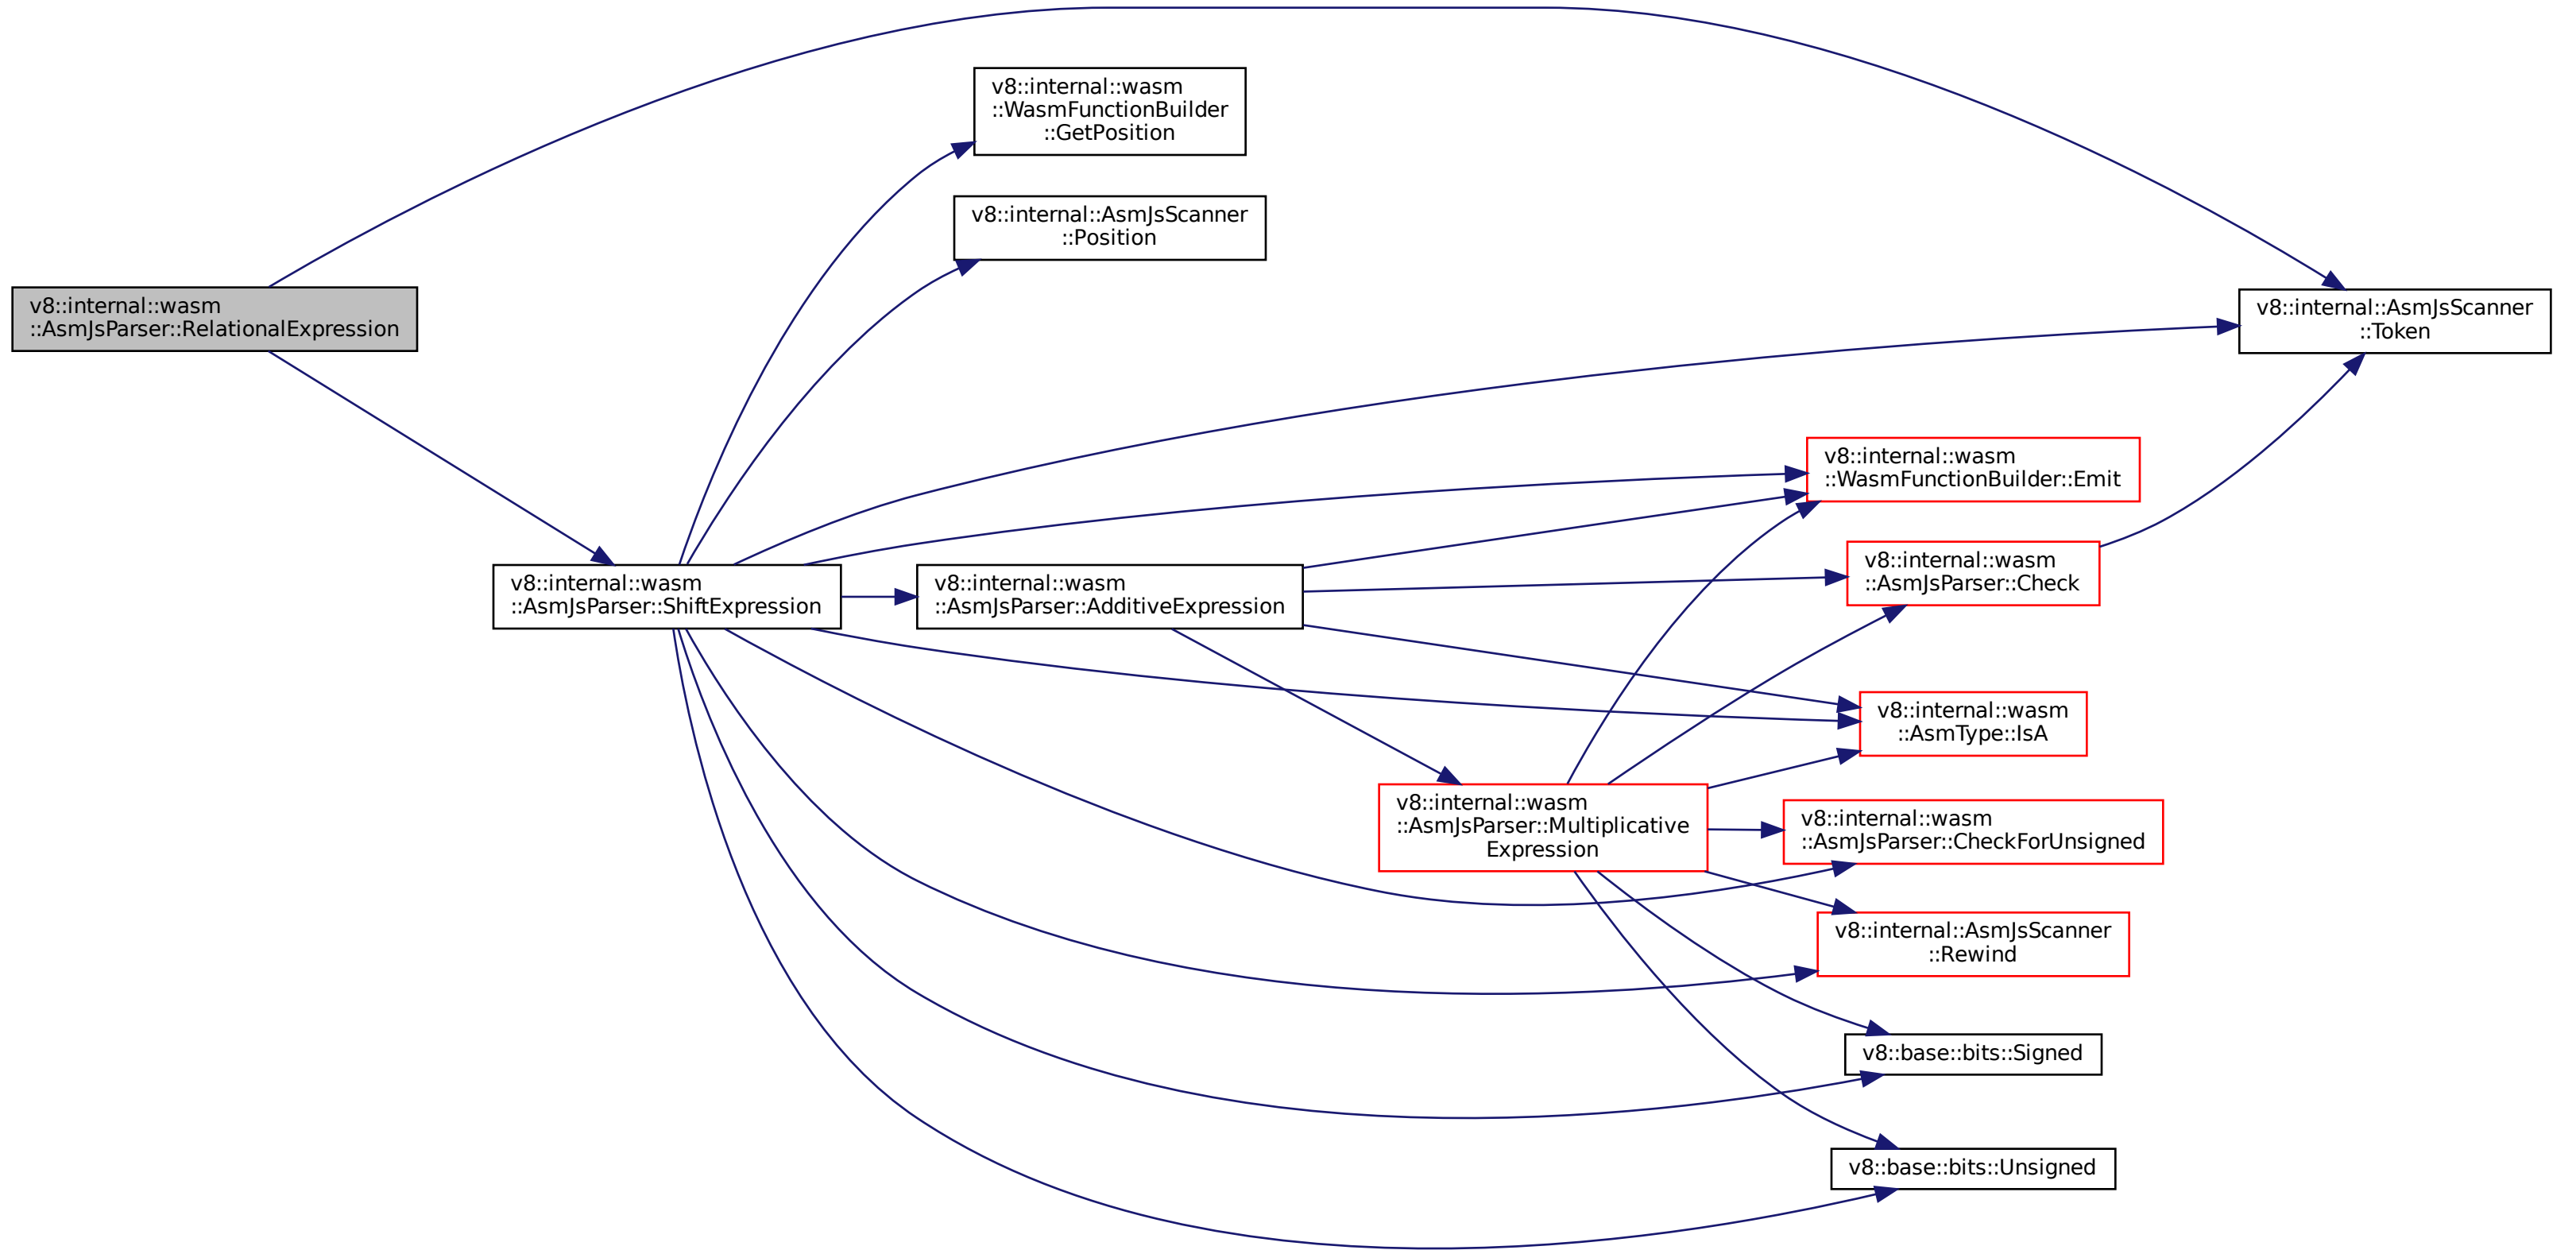 v8::internal::wasm
::WasmFunctionBuilder
::GetPosition
v8::internal::AsmJsScanner
::Position
v8::internal::wasm
::AsmJsParser::RelationalExpression
v8::internal::AsmJsScanner
::Token
v8::internal::wasm
::WasmFunctionBuilder::Emit
v8::internal::wasm
::AsmJsParser::Check
v8::internal::wasm
::AsmJsParser::ShiftExpression
v8::internal::wasm
::AsmJsParser::AdditiveExpression
v8::internal::wasm
::AsmType::IsA
v8::internal::wasm
::AsmJsParser::Multiplicative
Expression
v8::internal::wasm
::AsmJsParser::CheckForUnsigned
v8::internal::AsmJsScanner
::Rewind
v8::base::bits::Signed
v8::base::bits::Unsigned